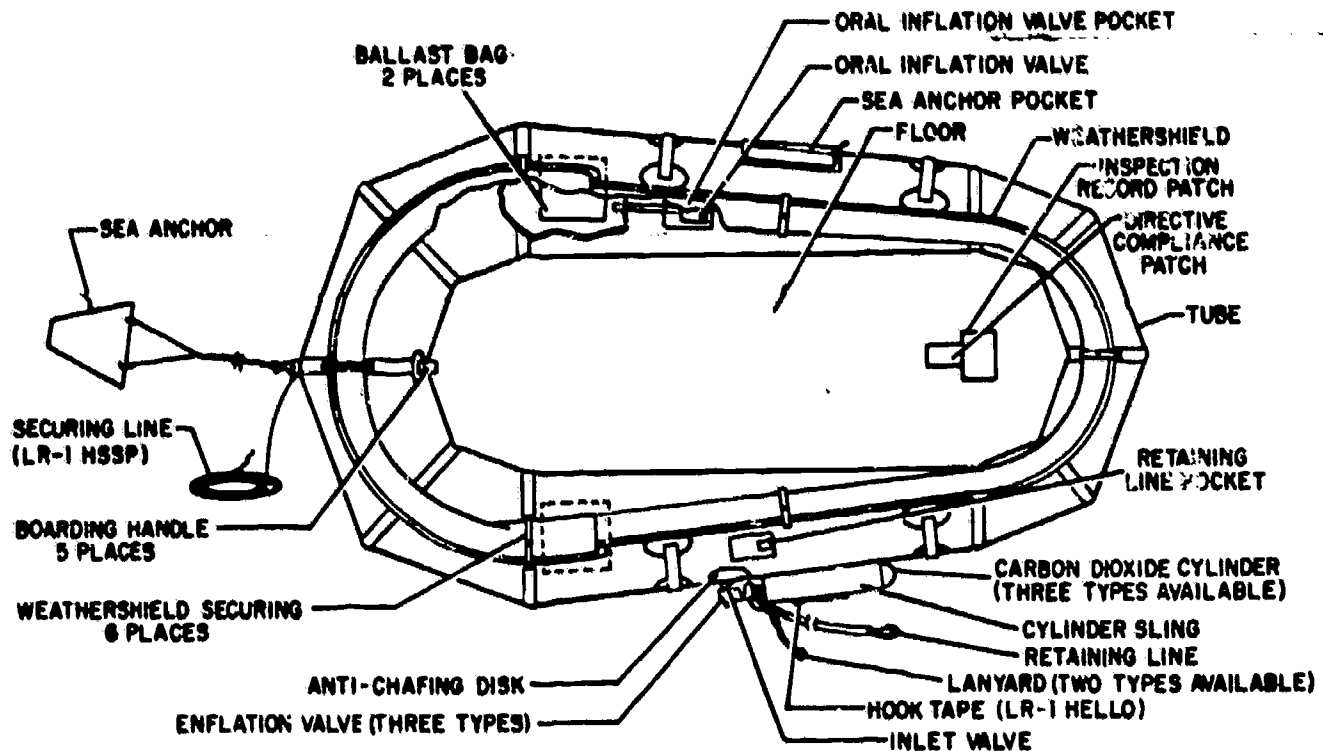 ORAL INFLATION VALVE POCKET
BALLAST BAG
2 PLACES
ORAL INFLATION VALVE
SEA ANCHOR POCKET
FLOOR
WEATHERSHIELD
INSPECTION
RECORD PATCH
DIRECTIVE
COMPLIANCE
PATCH
SEA ANCHOR
TUBE
SECURING LINE
(LR-1 HSSP)
RETAINING
LINE POCKET
BOARDING HANDLE
5 PLACES
CARBON DIOXIDE CYLINDER
(THREE TYPES AVAILABLE)
WEATHERSHIELD SECURING
6 PLACES
CYLINDER SLING
RETAINING LINE
ANTI-CHAFING DISK
LANYARD (TWO TYPES AVAILABLE)
ENFLATION VALVE (THREE TYPES)
HOOK TAPE (LR-1 HELLO)
INLET VALVE